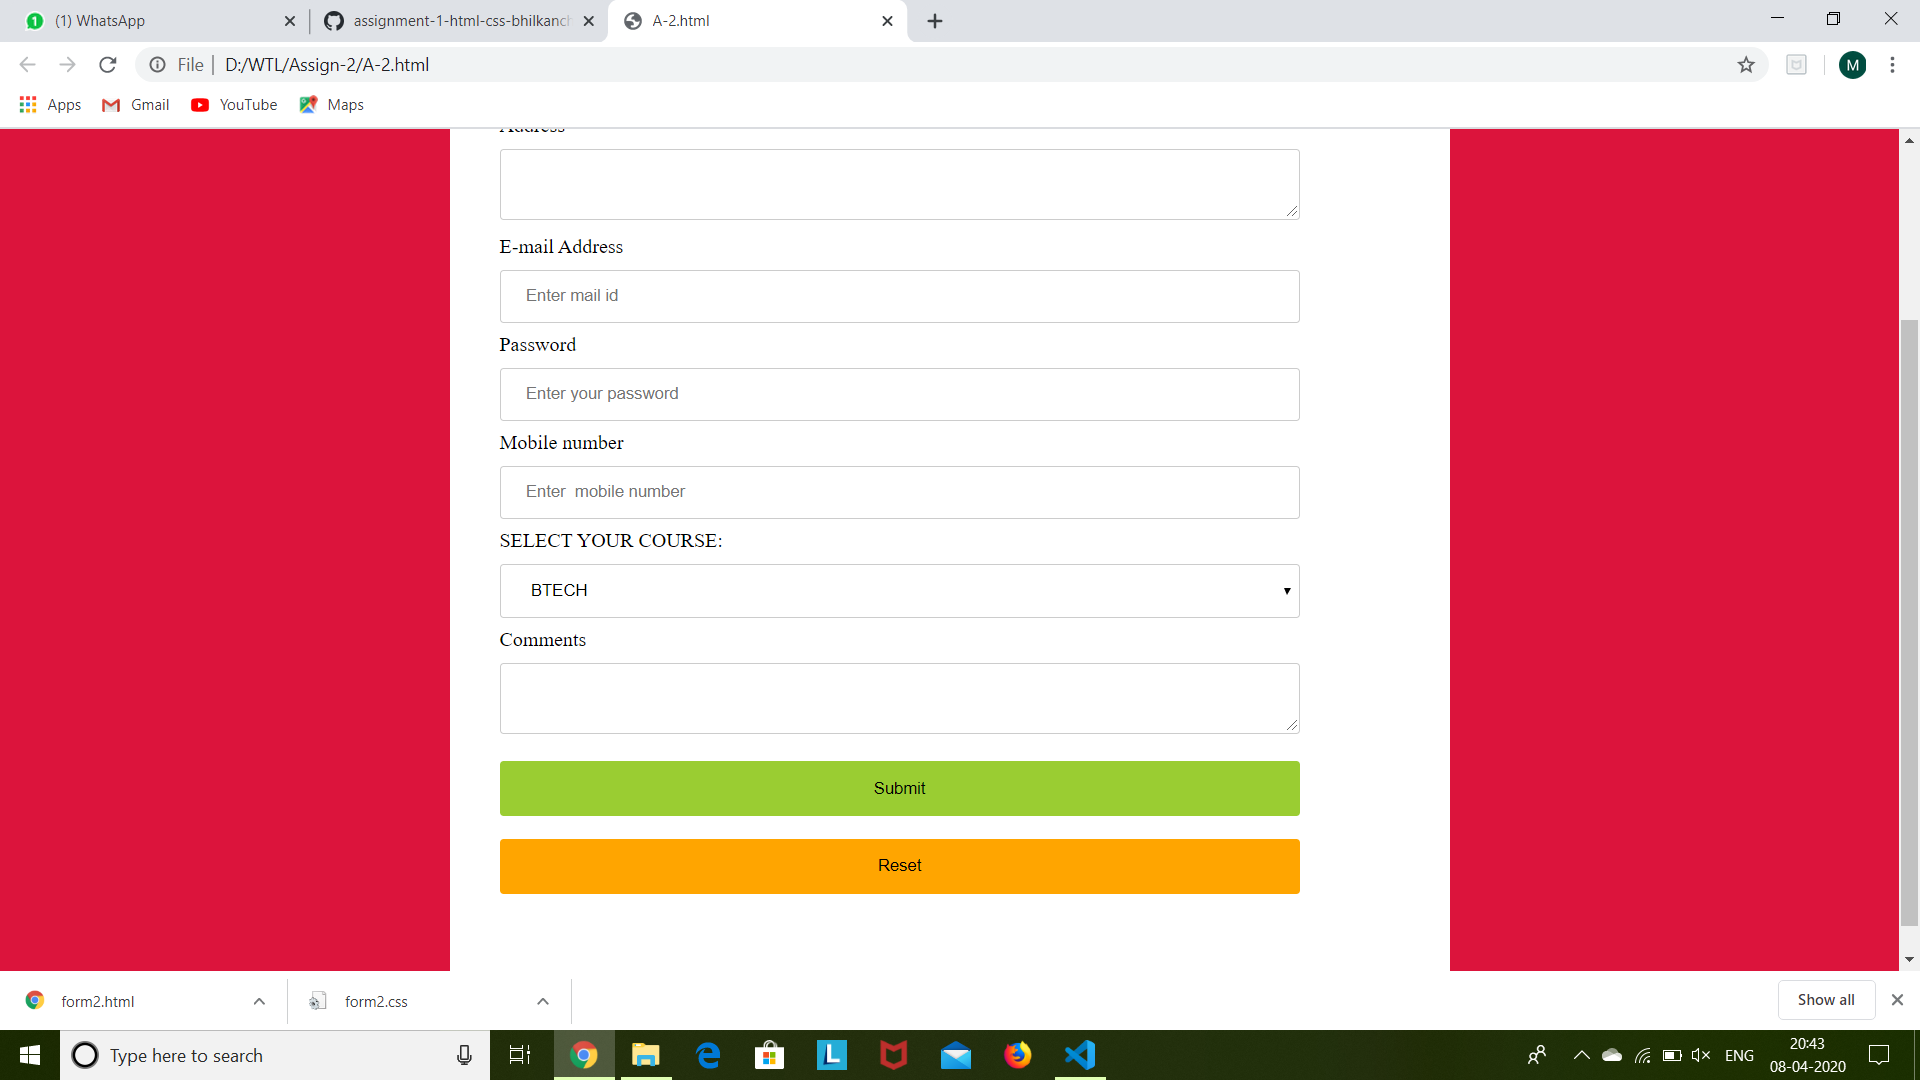 (1) WhatsApp
assignment-1-html-css-bhilkanch
A-2.html
File | D:/WTL/Assign-2/A-2.html
M
Apps
Gmail
YouTube
Maps
Address
E-mail Address
Enter mail id
Password
Enter your password
Mobile number
Enter  mobile number
SELECT YOUR COURSE:
BTECH
Comments
Submit
Reset
form2.html
form2.css
Show all
Type here to search
ENG
20:43
08-04-2020